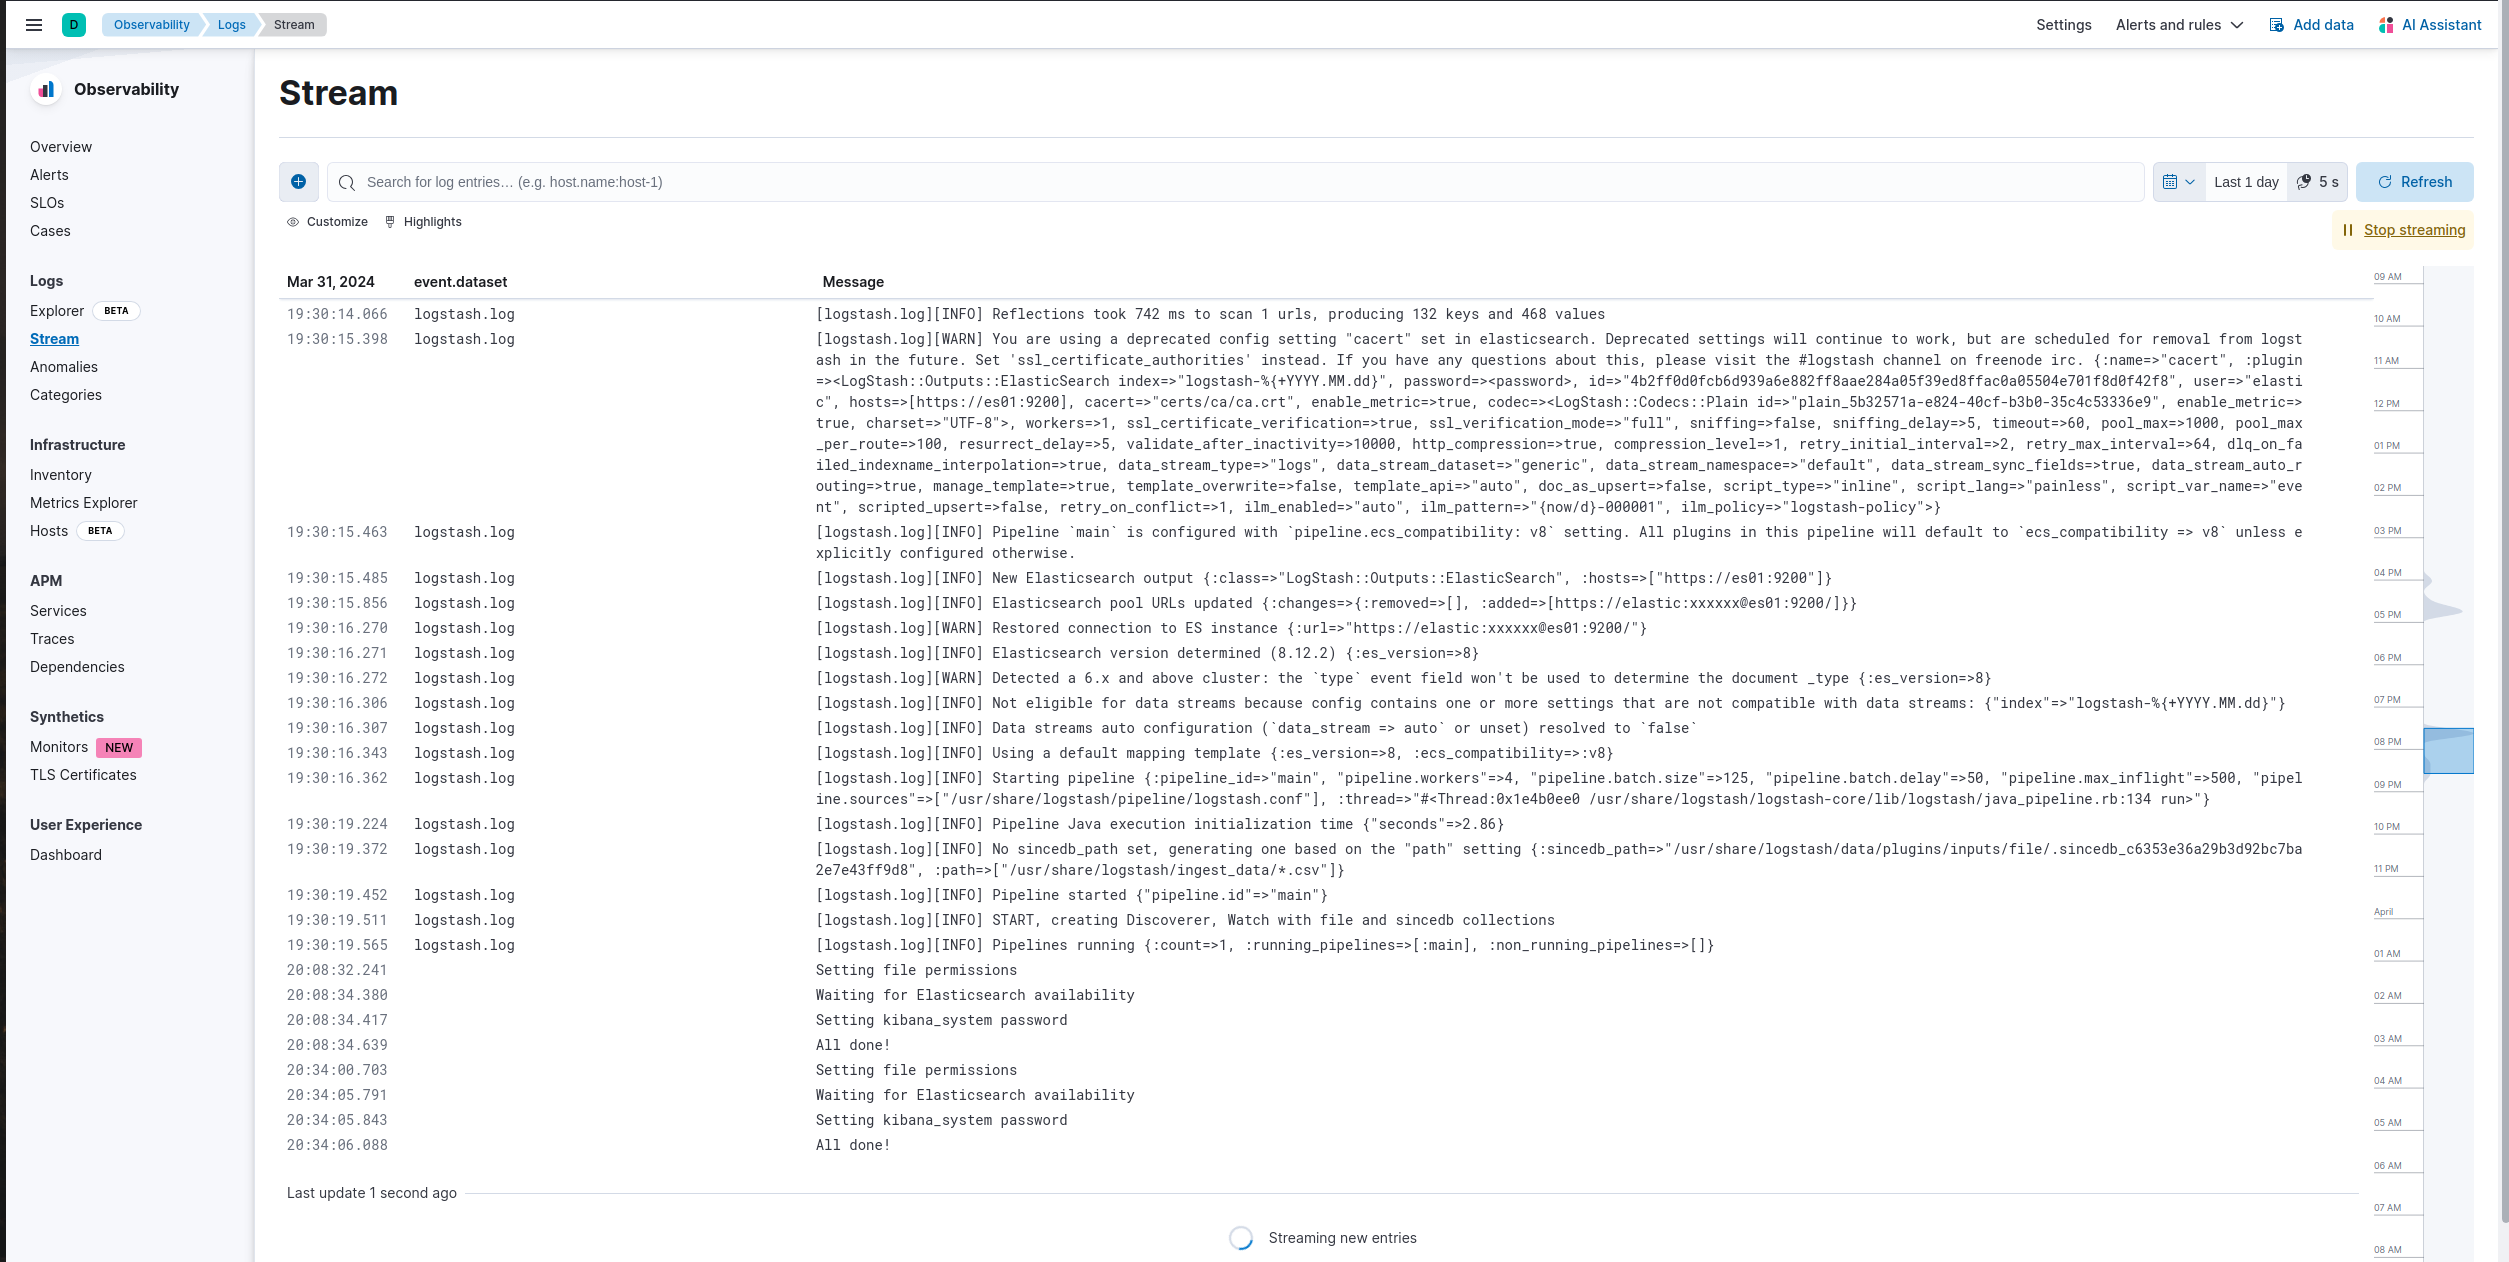 D Observability Logs Stream Settings Alerts and rules Add data AI Assistant
Observability
Overview
Alerts
SLOs
Cases
Logs
Explorer BETA
Stream
Anomalies
Categories
Infrastructure
Inventory
Metrics Explorer
Hosts BETA
APM
Services
Traces
Dependencies
Synthetics
Monitors NEW
TLS Certificates
User Experience
Dashboard
Stream
Search for log entries… (e.g. host.name:host-1) Last 1 day 5 s Refresh
Customize Highlights Stop streaming
Mar 31, 2024 event.dataset Message
19:30:14.066 logstash.log [logstash.log][INFO] Reflections took 742 ms to scan 1 urls, producing 132 keys and 468 values
19:30:15.398 logstash.log [logstash.log][WARN] You are using a deprecated config setting "cacert" set in elasticsearch. Deprecated settings will continue to work, but are scheduled for removal from logst
ash in the future. Set 'ssl_certificate_authorities' instead. If you have any questions about this, please visit the #logstash channel on freenode irc. {:name=>"cacert", :plugin
=><LogStash::Outputs::ElasticSearch index=>"logstash-%{+YYYY.MM.dd}", password=><password>, id=>"4b2ff0d0fcb6d939a6e882ff8aae284a05f39ed8ffac0a05504e701f8d0f42f8", user=>"elasti
c", hosts=>[https://es01:9200], cacert=>"certs/ca/ca.crt", enable_metric=>true, codec=><LogStash::Codecs::Plain id=>"plain_5b32571a-e824-40cf-b3b0-35c4c53336e9", enable_metric=>
true, charset=>"UTF-8">, workers=>1, ssl_certificate_verification=>true, ssl_verification_mode=>"full", sniffing=>false, sniffing_delay=>5, timeout=>60, pool_max=>1000, pool_max
_per_route=>100, resurrect_delay=>5, validate_after_inactivity=>10000, http_compression=>true, compression_level=>1, retry_initial_interval=>2, retry_max_interval=>64, dlq_on_fa
iled_indexname_interpolation=>true, data_stream_type=>"logs", data_stream_dataset=>"generic", data_stream_namespace=>"default", data_stream_sync_fields=>true, data_stream_auto_r
outing=>true, manage_template=>true, template_overwrite=>false, template_api=>"auto", doc_as_upsert=>false, script_type=>"inline", script_lang=>"painless", script_var_name=>"eve
nt", scripted_upsert=>false, retry_on_conflict=>1, ilm_enabled=>"auto", ilm_pattern=>"{now/d}-000001", ilm_policy=>"logstash-policy">}
19:30:15.463 logstash.log [logstash.log][INFO] Pipeline `main` is configured with `pipeline.ecs_compatibility: v8` setting. All plugins in this pipeline will default to `ecs_compatibility => v8` unless e
xplicitly configured otherwise.
19:30:15.485 logstash.log [logstash.log][INFO] New Elasticsearch output {:class=>"LogStash::Outputs::ElasticSearch", :hosts=>["https://es01:9200"]}
19:30:15.856 logstash.log [logstash.log][INFO] Elasticsearch pool URLs updated {:changes=>{:removed=>[], :added=>[https://elastic:xxxxxx@es01:9200/]}}
19:30:16.270 logstash.log [logstash.log][WARN] Restored connection to ES instance {:url=>"https://elastic:xxxxxx@es01:9200/"}
19:30:16.271 logstash.log [logstash.log][INFO] Elasticsearch version determined (8.12.2) {:es_version=>8}
19:30:16.272 logstash.log [logstash.log][WARN] Detected a 6.x and above cluster: the `type` event field won't be used to determine the document _type {:es_version=>8}
19:30:16.306 logstash.log [logstash.log][INFO] Not eligible for data streams because config contains one or more settings that are not compatible with data streams: {"index"=>"logstash-%{+YYYY.MM.dd}"}
19:30:16.307 logstash.log [logstash.log][INFO] Data streams auto configuration (`data_stream => auto` or unset) resolved to `false`
19:30:16.343 logstash.log [logstash.log][INFO] Using a default mapping template {:es_version=>8, :ecs_compatibility=>:v8}
19:30:16.362 logstash.log [logstash.log][INFO] Starting pipeline {:pipeline_id=>"main", "pipeline.workers"=>4, "pipeline.batch.size"=>125, "pipeline.batch.delay"=>50, "pipeline.max_inflight"=>500, "pipel
ine.sources"=>["/usr/share/logstash/pipeline/logstash.conf"], :thread=>"#<Thread:0x1e4b0ee0 /usr/share/logstash/logstash-core/lib/logstash/java_pipeline.rb:134 run>"}
19:30:19.224 logstash.log [logstash.log][INFO] Pipeline Java execution initialization time {"seconds"=>2.86}
19:30:19.372 logstash.log [logstash.log][INFO] No sincedb_path set, generating one based on the "path" setting {:sincedb_path=>"/usr/share/logstash/data/plugins/inputs/file/.sincedb_c6353e36a29b3d92bc7ba
2e7e43ff9d8", :path=>["/usr/share/logstash/ingest_data/*.csv"]}
19:30:19.452 logstash.log [logstash.log][INFO] Pipeline started {"pipeline.id"=>"main"}
19:30:19.511 logstash.log [logstash.log][INFO] START, creating Discoverer, Watch with file and sincedb collections
19:30:19.565 logstash.log [logstash.log][INFO] Pipelines running {:count=>1, :running_pipelines=>[:main], :non_running_pipelines=>[]}
20:08:32.241 Setting file permissions
20:08:34.380 Waiting for Elasticsearch availability
20:08:34.417 Setting kibana_system password
20:08:34.639 All done!
20:34:00.703 Setting file permissions
20:34:05.791 Waiting for Elasticsearch availability
20:34:05.843 Setting kibana_system password
20:34:06.088 All done!
Last update 1 second ago
Streaming new entries
09 AM
10 AM
11 AM
12 PM
01 PM
02 PM
03 PM
04 PM
05 PM
06 PM
07 PM
08 PM
09 PM
10 PM
11 PM
April
01 AM
02 AM
03 AM
04 AM
05 AM
06 AM
07 AM
08 AM